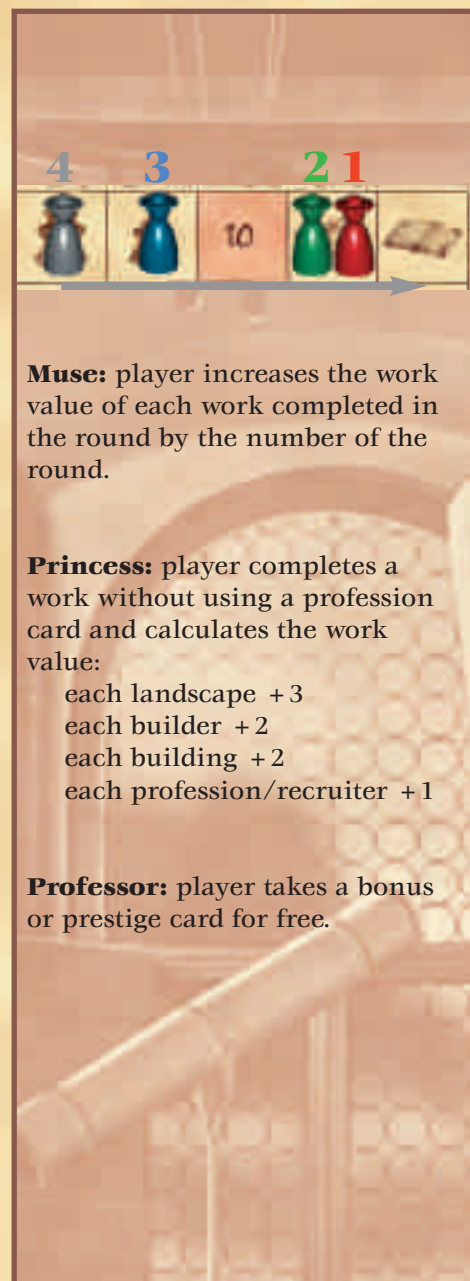 4 3 2 1
10
Muse: player increases the work
value of each work completed in
the round by the number of the
round.
Princess: player completes a
work without using a profession
card and calculates the work
value:
each landscape +3
each builder +2
each building +2
each profession/recruiter +1
Professor: player takes a bonus
or prestige card for free.